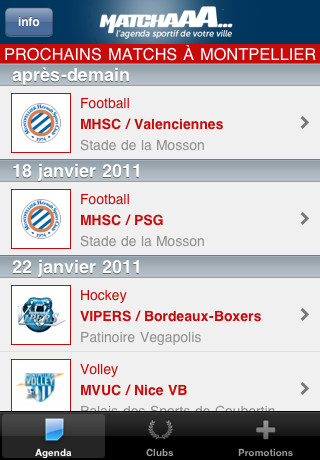 info
MATCHAAA...
l'agenda sportif de votre ville
PROCHAINS MATCHS À MONTPELLIER
après-demain
Football
MHSC / Valenciennes
Stade de la Mosson
18 janvier 2011
Football
MHSC / PSG
Stade de la Mosson
22 janvier 2011
Hockey
VIPERS / Bordeaux-Boxers
Patinoire Vegapolis
Volley
MVUC / Nice VB
Palais des Sports de Coubertin
Agenda
Clubs
Promotions